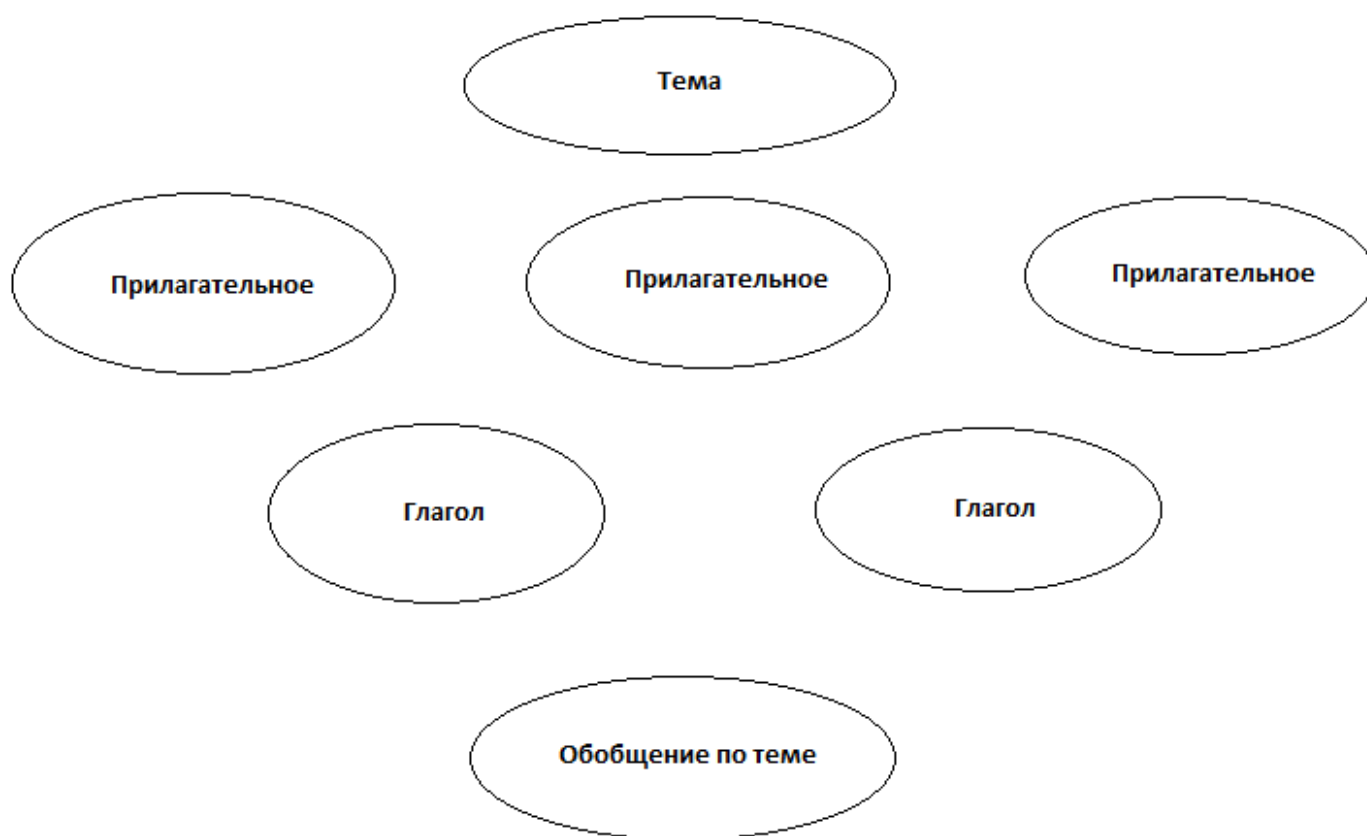 Тема
Прилагательное
Прилагательное
Прилагательное
Глагол
Глагол
Обобщение по теме